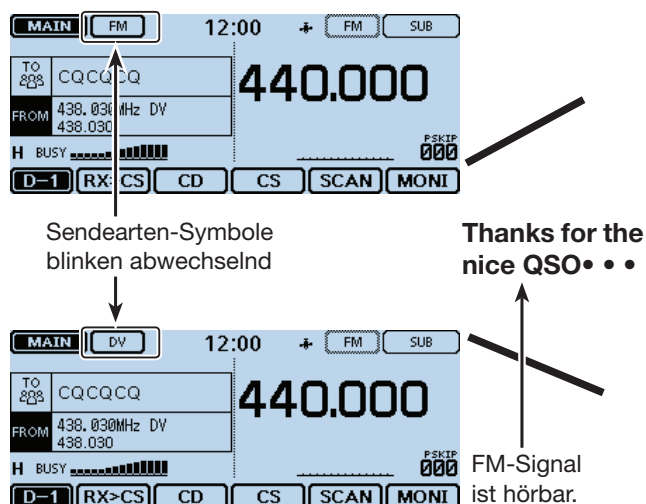 MAIN FM 12:00 FM SUB
TO CQCQCQ 440.000
FROM 438.030MHz DV
438.030
H BUSY PSKIP
000
D-1 RX>CS CD CS SCAN MONI
Sendearten-Symbole
blinken abwechselnd
Thanks for the
nice QSO• • •
MAIN DV 12:00 FM SUB
TO CQCQCQ 440.000
FROM 438.030MHz DV
438.030
H BUSY PSKIP
000
D-1 RX>CS CD CS SCAN MONI
FM-Signal
ist hörbar.